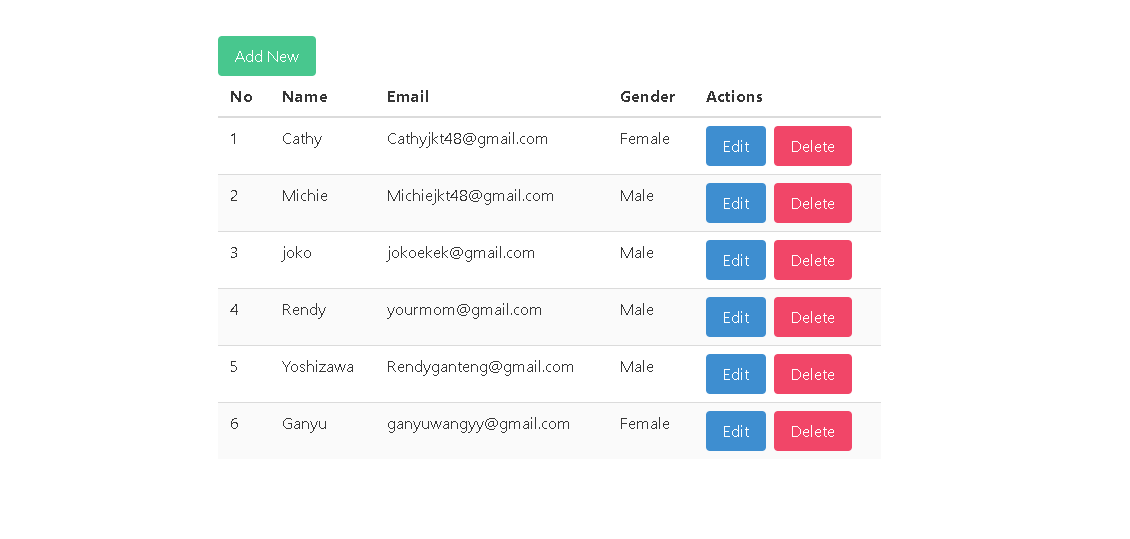 Add New
No Name Email Gender Actions
1 Cathy Cathyjkt48@gmail.com Female Edit Delete
2 Michie Michiejkt48@gmail.com Male Edit Delete
3 joko jokoekek@gmail.com Male Edit Delete
4 Rendy yourmom@gmail.com Male Edit Delete
5 Yoshizawa Rendyganteng@gmail.com Male Edit Delete
6 Ganyu ganyuwangyy@gmail.com Female Edit Delete